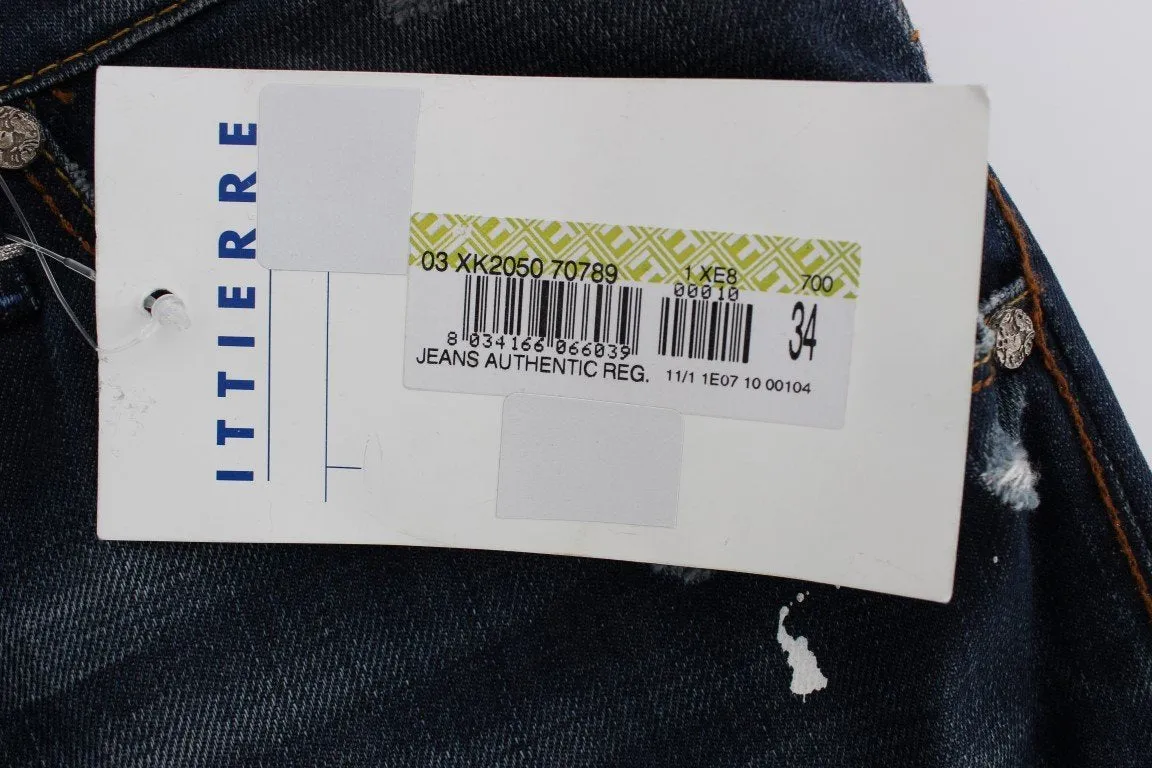 ITTIERRE
03 XK2050 70789 1 XE8 700
00010
34
8 034166 066039
JEANS AUTHENTIC REG. 11/1 1E07 10 00104